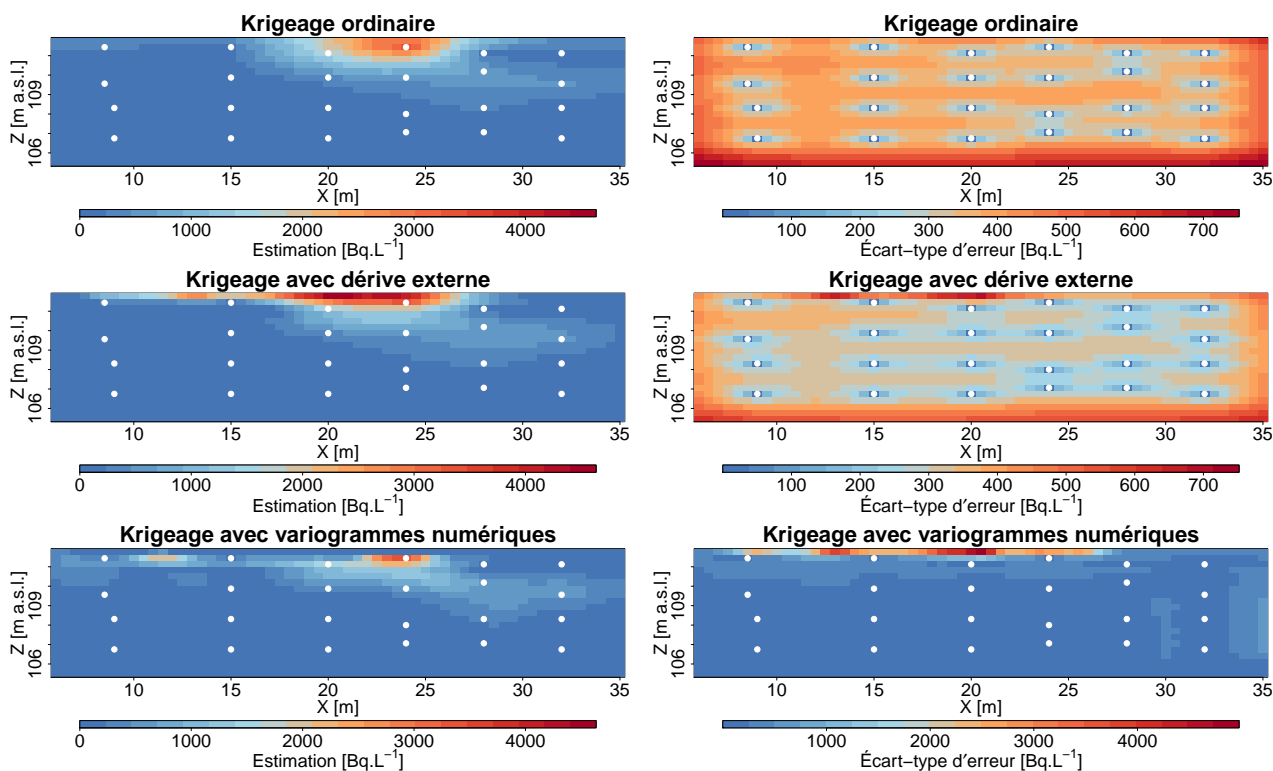 Krigeage ordinaire
Z [m a.s.l.]
106 109
10 15 20 25 30 35
X [m]
0 1000 2000 3000 4000
Estimation [Bq.L−1]
Krigeage ordinaire
Z [m a.s.l.]
106 109
10 15 20 25 30 35
X [m]
100 200 300 400 500 600 700
Écart−type d'erreur [Bq.L−1]
Krigeage avec dérive externe
Z [m a.s.l.]
106 109
10 15 20 25 30 35
X [m]
0 1000 2000 3000 4000
Estimation [Bq.L−1]
Krigeage avec dérive externe
Z [m a.s.l.]
106 109
10 15 20 25 30 35
X [m]
100 200 300 400 500 600 700
Écart−type d'erreur [Bq.L−1]
Krigeage avec variogrammes numériques
Z [m a.s.l.]
106 109
10 15 20 25 30 35
X [m]
0 1000 2000 3000 4000
Estimation [Bq.L−1]
Krigeage avec variogrammes numériques
Z [m a.s.l.]
106 109
10 15 20 25 30 35
X [m]
1000 2000 3000 4000
Écart−type d'erreur [Bq.L−1]